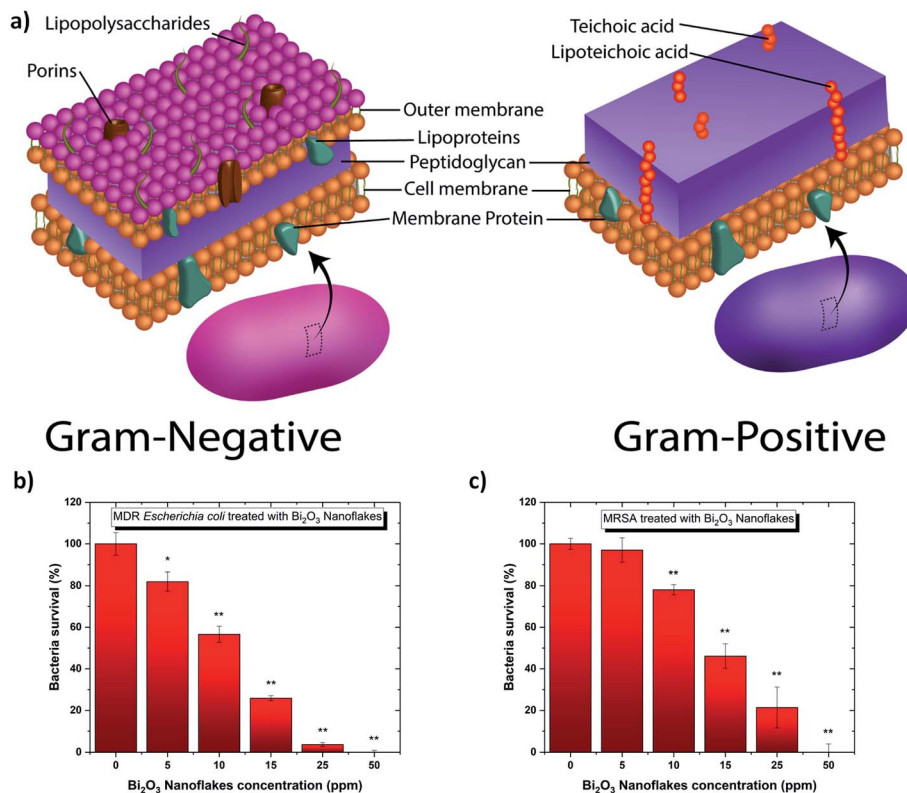 a)
Lipopolysaccharides
Porins
Outer membrane
Lipoproteins
Peptidoglycan
Cell membrane
Membrane Protein
Teichoic acid
Lipoteichoic acid
Gram-Negative
Gram-Positive
b)
MDR Escherichia coli treated with Bi₂O₃ Nanoflakes
Bacteria survival (%)
120
100
80
60
40
20
0
*
**
**
**
**
0 5 10 15 25 50
Bi₂O₃ Nanoflakes concentration (ppm)
c)
MRSA treated with Bi₂O₃ Nanoflakes
Bacteria survival (%)
120
100
80
60
40
20
0
**
**
**
**
0 5 10 15 25 50
Bi₂O₃ Nanoflakes concentration (ppm)